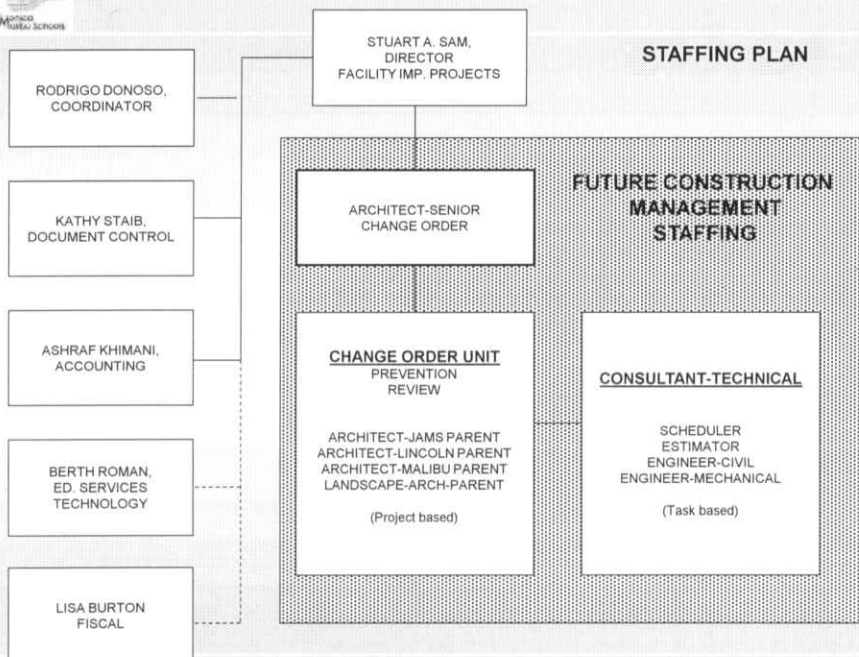 Malibu Schools
STUART A. SAM,
DIRECTOR
FACILITY IMP. PROJECTS
STAFFING PLAN
RODRIGO DONOSO,
COORDINATOR
KATHY STAIB,
DOCUMENT CONTROL
ASHRAF KHIMANI,
ACCOUNTING
BERTH ROMAN,
ED. SERVICES
TECHNOLOGY
LISA BURTON
FISCAL
FUTURE CONSTRUCTION
MANAGEMENT
STAFFING
ARCHITECT-SENIOR
CHANGE ORDER
CHANGE ORDER UNIT
PREVENTION
REVIEW
ARCHITECT-JAMS PARENT
ARCHITECT-LINCOLN PARENT
ARCHITECT-MALIBU PARENT
LANDSCAPE-ARCH-PARENT
(Project based)
CONSULTANT-TECHNICAL
SCHEDULER
ESTIMATOR
ENGINEER-CIVIL
ENGINEER-MECHANICAL
(Task based)